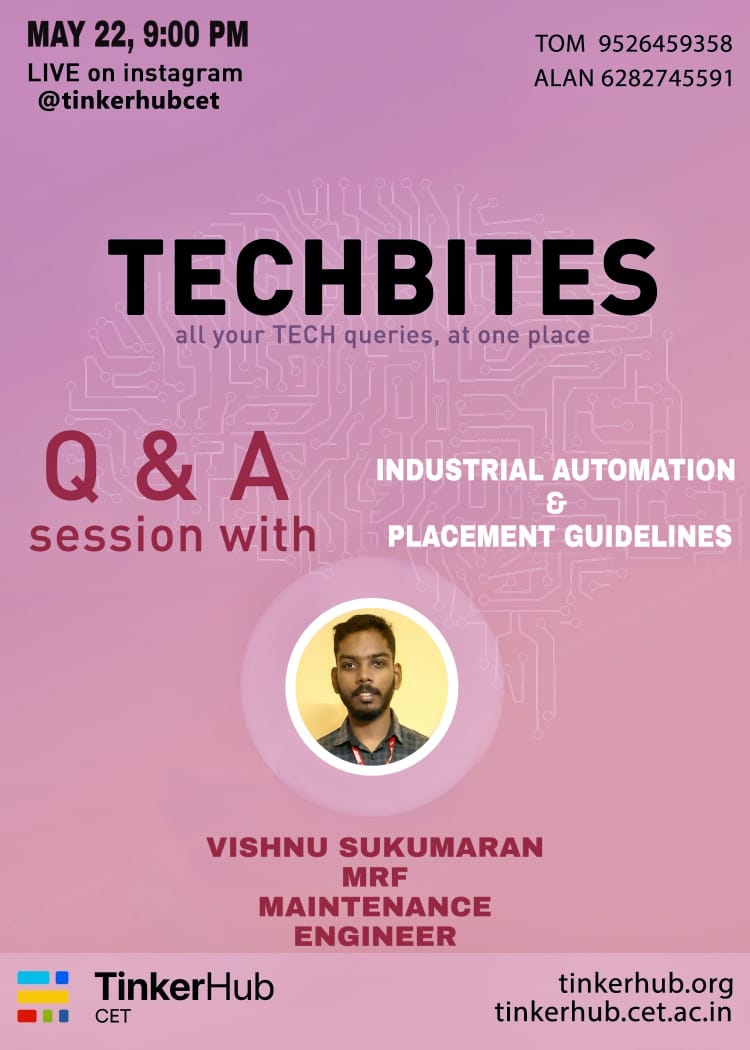 MAY 22, 9:00 PM
LIVE on instagram
@tinkerhubcet
TOM 9526459358
ALAN 6282745591
TECHBITES
all your TECH queries, at one place
Q & A
session with
INDUSTRIAL AUTOMATION
&
PLACEMENT GUIDELINES
VISHNU SUKUMARAN
MRF
MAINTENANCE
ENGINEER
TinkerHub
CET
tinkerhub.org
tinkerhub.cet.ac.in